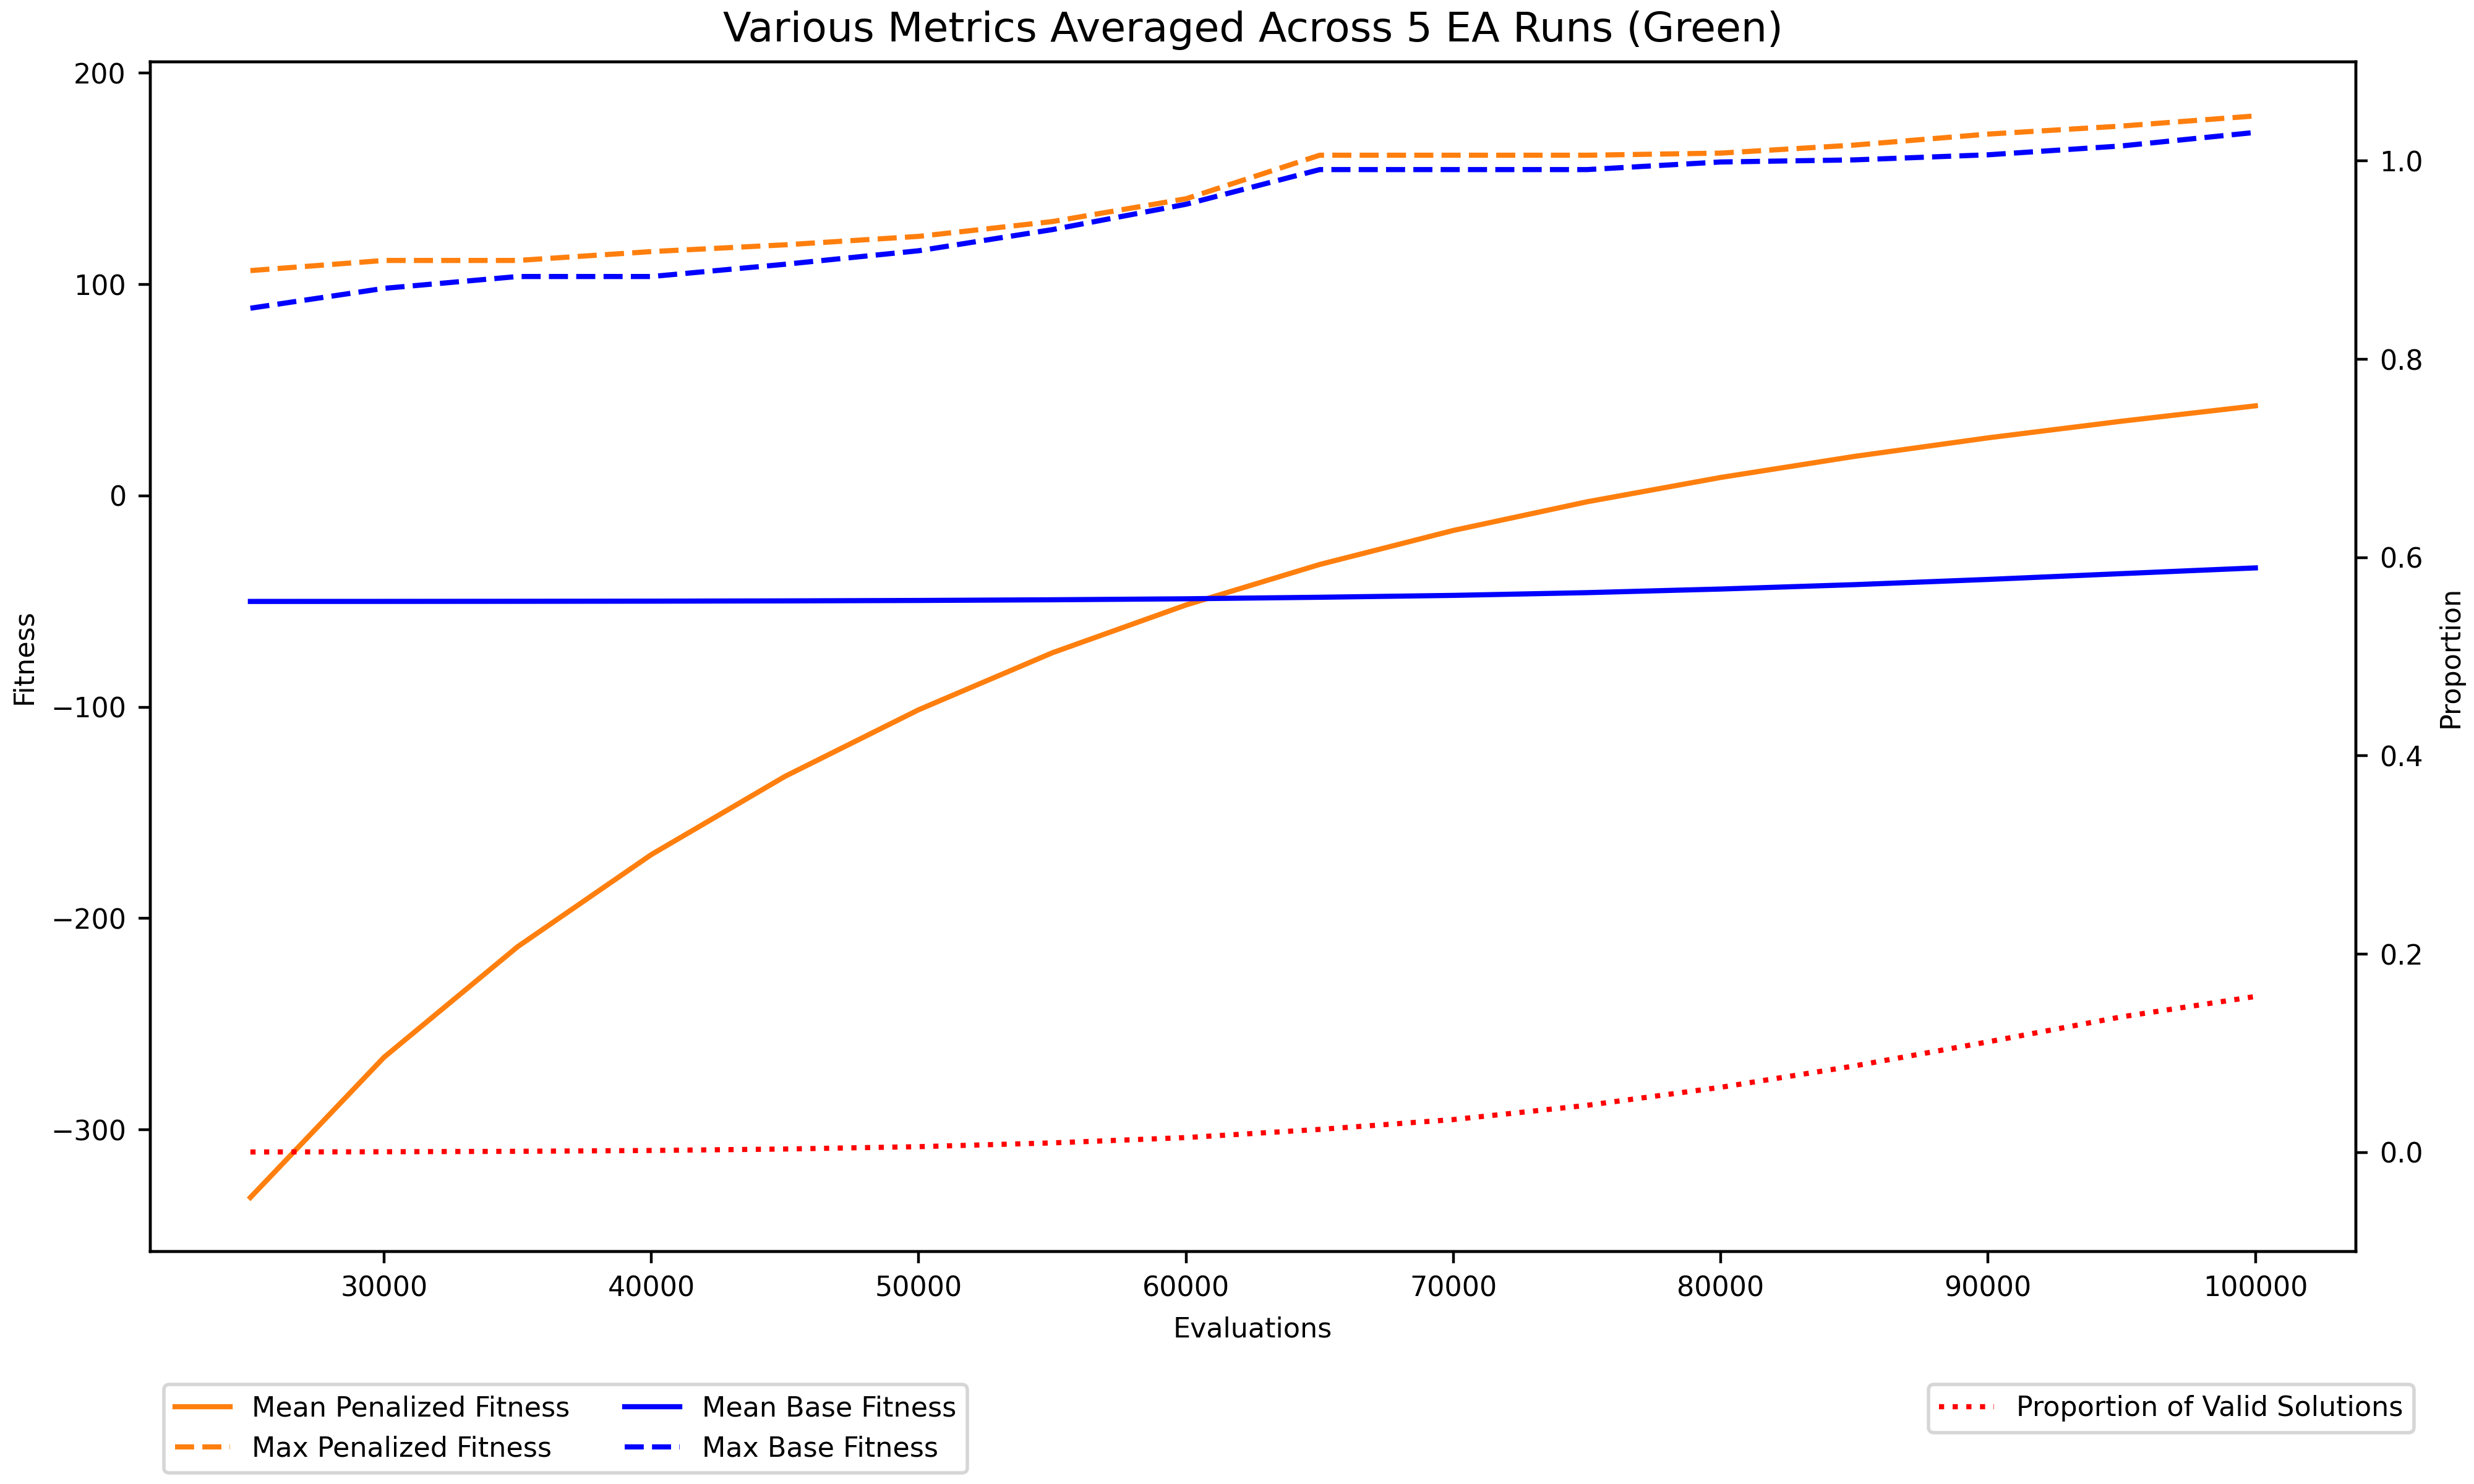 Various Metrics Averaged Across 5 EA Runs (Green)
200
100
0
−100
−200
−300
Fitness
1.0
0.8
0.6
0.4
0.2
0.0
Proportion
30000 40000 50000 60000 70000 80000 90000 100000
Evaluations
Mean Penalized Fitness
Max Penalized Fitness
Mean Base Fitness
Max Base Fitness
Proportion of Valid Solutions